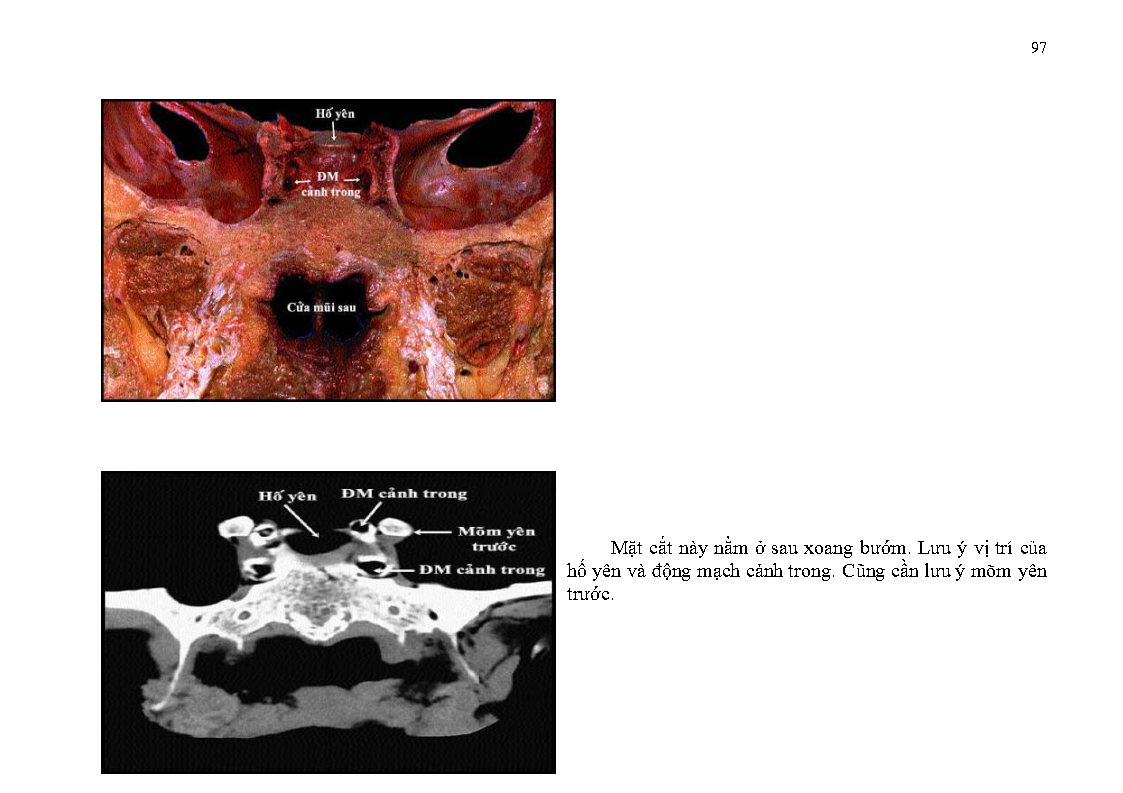 97
Hố yên
ĐM
cảnh trong
Cửa mũi sau
Hố yên
ĐM cảnh trong
Mõm yên
trước
ĐM cảnh trong
Mặt cắt này nằm ở sau xoang bướm. Lưu ý vị trí của
hố yên và động mạch cảnh trong. Cũng cần lưu ý mõm yên
trước.